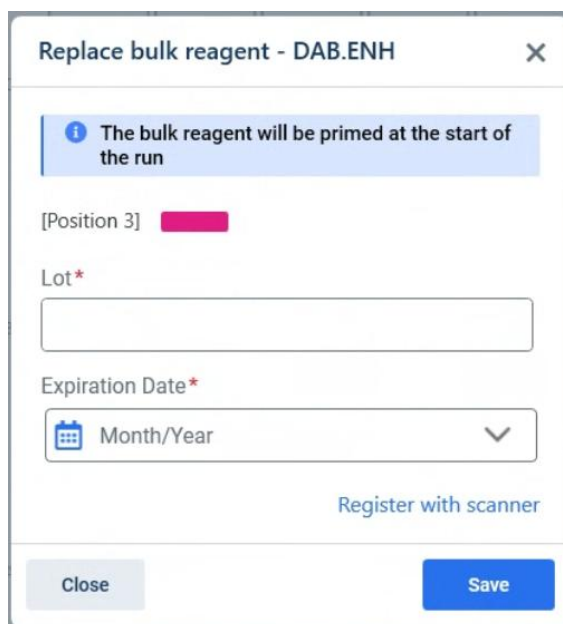 Replace bulk reagent - DAB.ENH
The bulk reagent will be primed at the start of
the run
[Position 3]
Lot*
Expiration Date*
Month/Year
Register with scanner
Close
Save